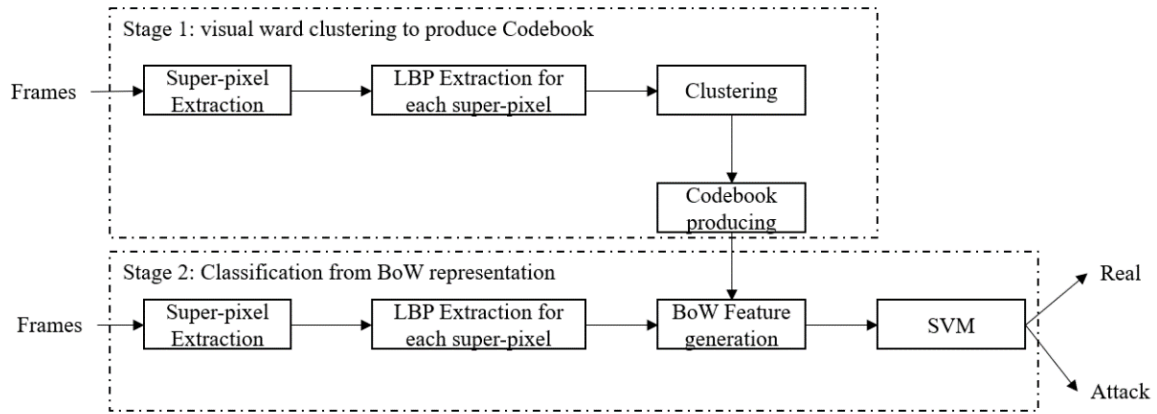 Stage 1: visual ward clustering to produce Codebook
Frames
Super-pixel
Extraction
LBP Extraction for
each super-pixel
Clustering
Codebook
producing
Stage 2: Classification from BoW representation
Frames
Super-pixel
Extraction
LBP Extraction for
each super-pixel
BoW Feature
generation
SVM
Real
Attack